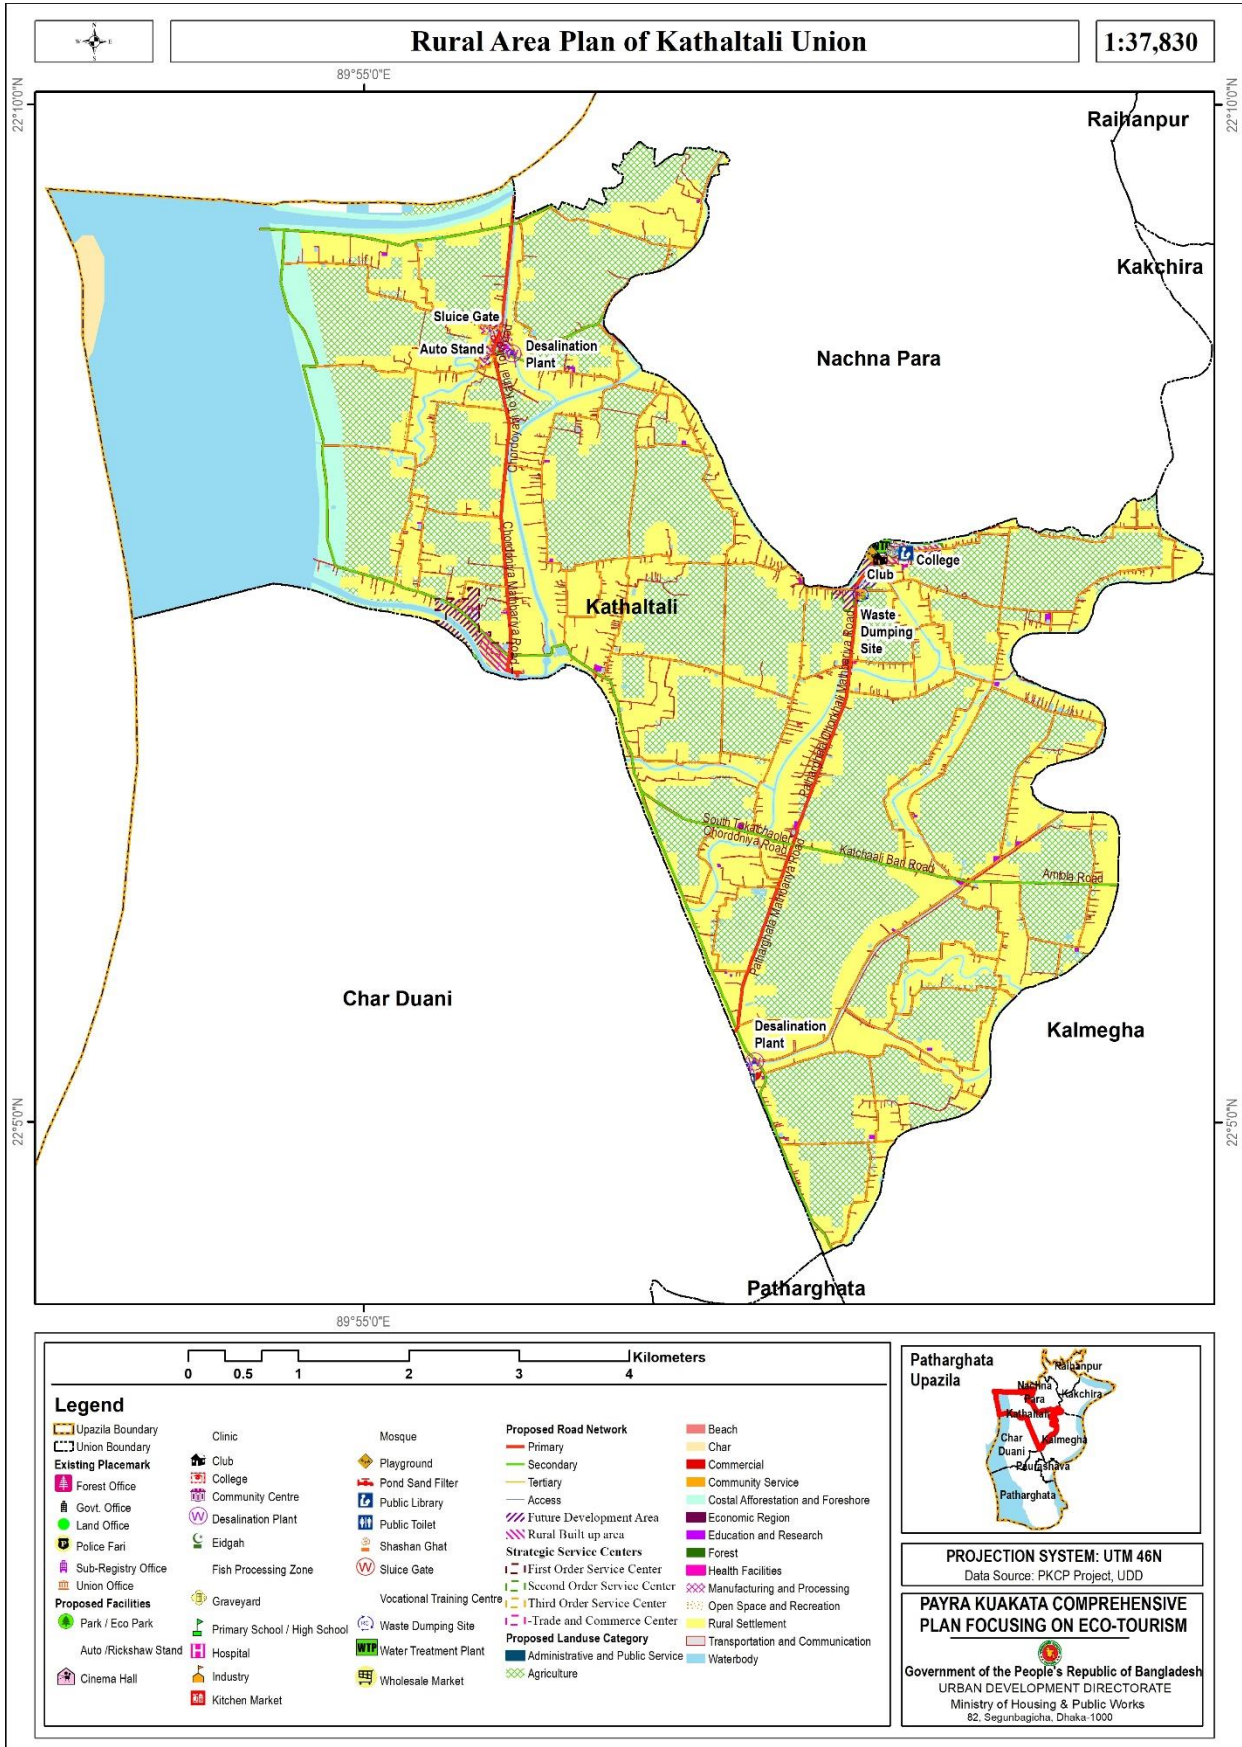 Rural Area Plan of Kathaltali Union
1:37,830
N
W E
S
89°55'0"E
22°10'0"N
22°10'0"N
Raihanpur
Kakchira
Nachna Para
Sluice Gate
Auto Stand
Desalination
Plant
Chordoniya Mathbariya Road
Kathaltali
College
Club
Waste
Dumping
Site
Patharghata Chorkhali Mathbariya Road
South Takatchaoler
Chordoniya Road
Katchaali Bari Road
Ambla Road
Patharghata Mathbariya Road
Char Duani
Desalination
Plant
Kalmegha
22°5'0"N
22°5'0"N
Patharghata
89°55'0"E
Kilometers
0 0.5 1 2 3 4
Legend
Upazila Boundary
Union Boundary
Existing Placemark
Forest Office
Govt. Office
Land Office
Police Fari
Sub-Registry Office
Union Office
Proposed Facilities
Park / Eco Park
Auto /Rickshaw Stand
Cinema Hall
Clinic
Club
College
Community Centre
Desalination Plant
Eidgah
Fish Processing Zone
Graveyard
Primary School / High School
Hospital
Industry
Kitchen Market
Mosque
Playground
Pond Sand Filter
Public Library
Public Toilet
Shashan Ghat
Sluice Gate
Vocational Training Centre
Waste Dumping Site
WTP Water Treatment Plant
Wholesale Market
Proposed Road Network
Primary
Secondary
Tertiary
Access
Future Development Area
Rural Built up area
Strategic Service Centers
First Order Service Center
Second Order Service Center
Third Order Service Center
Trade and Commerce Center
Proposed Landuse Category
Administrative and Public Service
Agriculture
Beach
Char
Commercial
Community Service
Costal Afforestation and Foreshore
Economic Region
Education and Research
Forest
Health Facilities
Manufacturing and Processing
Open Space and Recreation
Rural Settlement
Transportation and Communication
Waterbody
Patharghata
Upazila
Raihanpur
Nachna
Para
Kakchira
Kathaltali
Char
Duani
Kalmegha
Paurashava
Patharghata
PROJECTION SYSTEM: UTM 46N
Data Source: PKCP Project, UDD
PAYRA KUAKATA COMPREHENSIVE
PLAN FOCUSING ON ECO-TOURISM
Government of the People's Republic of Bangladesh
URBAN DEVELOPMENT DIRECTORATE
Ministry of Housing & Public Works
82, Segunbagicha, Dhaka-1000